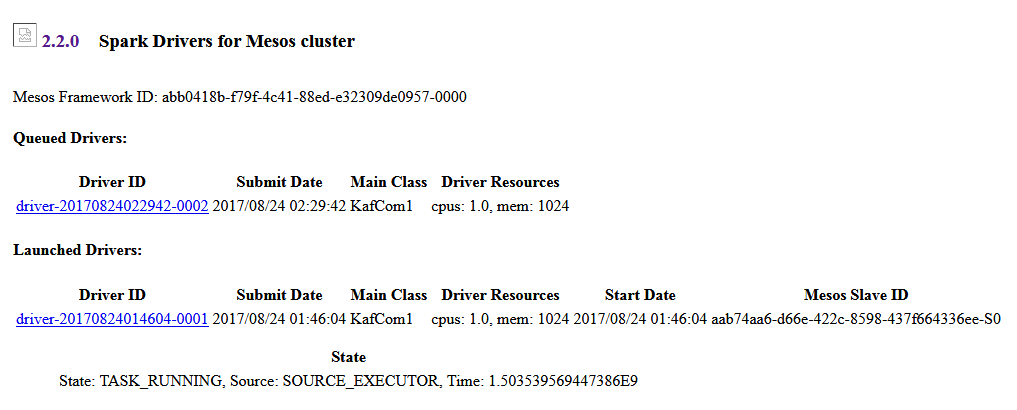 2.2.0 Spark Drivers for Mesos cluster
Mesos Framework ID: abb0418b-f79f-4c41-88ed-e32309de0957-0000
Queued Drivers:
Driver ID Submit Date Main Class Driver Resources
driver-20170824022942-0002 2017/08/24 02:29:42 KafCom1 cpus: 1.0, mem: 1024
Launched Drivers:
Driver ID Submit Date Main Class Driver Resources Start Date Mesos Slave ID
driver-20170824014604-0001 2017/08/24 01:46:04 KafCom1 cpus: 1.0, mem: 1024 2017/08/24 01:46:04 aab74aa6-d66e-422c-8598-437f664336ee-S0
State
State: TASK_RUNNING, Source: SOURCE_EXECUTOR, Time: 1.503539569447386E9